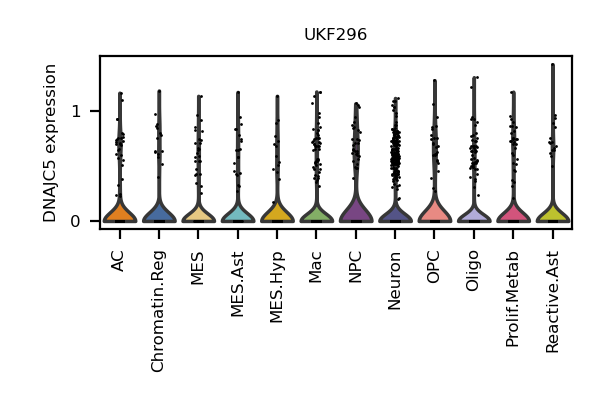 UKF296
DNAJC5 expression
1
0
AC
Chromatin.Reg
MES
MES.Ast
MES.Hyp
Mac
NPC
Neuron
OPC
Oligo
Prolif.Metab
Reactive.Ast